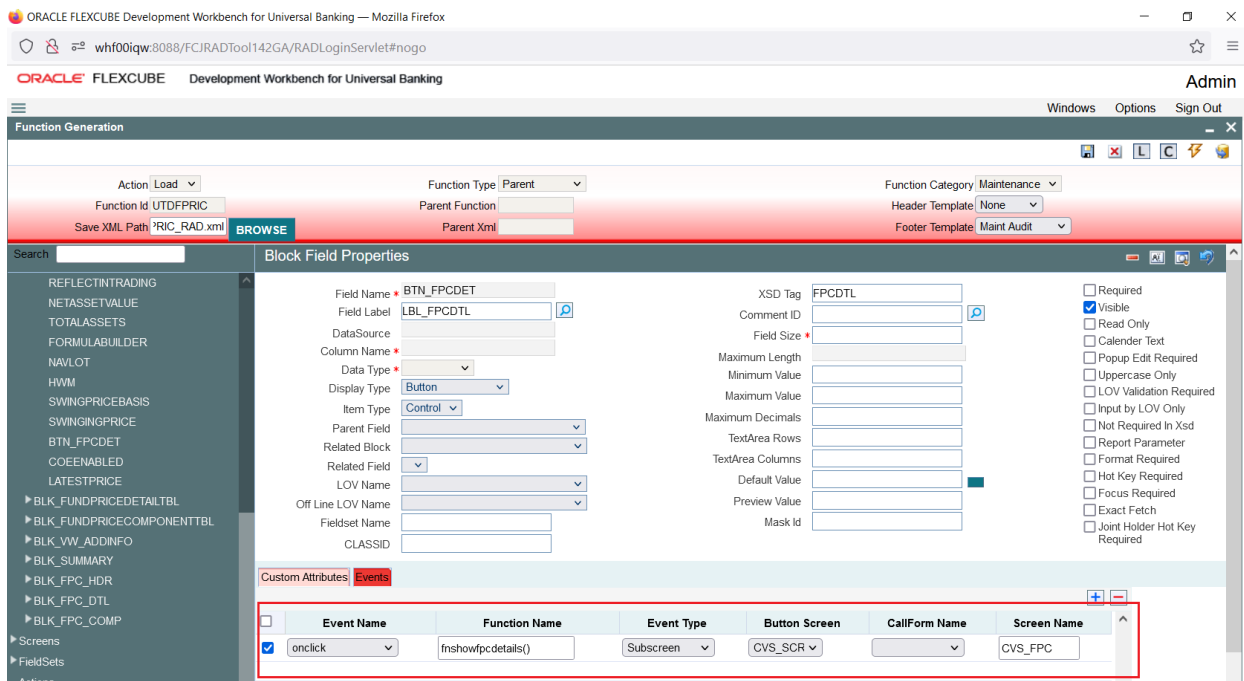 ORACLE FLEXCUBE Development Workbench for Universal Banking — Mozilla Firefox
whf00iqw:8088/FCJRADTool142GA/RADLoginServlet#nogo
ORACLE FLEXCUBE Development Workbench for Universal Banking
Admin
Windows Options Sign Out
Function Generation
L C
Action Load Function Type Parent Function Category Maintenance
Function Id UTDFPRIC Parent Function Header Template None
Save XML Path PRIC_RAD.xml BROWSE Parent Xml Footer Template Maint Audit
Search
REFLECTINTRADING
NETASSETVALUE
TOTALASSETS
FORMULABUILDER
NAVLOT
HWM
SWINGPRICEBASIS
SWINGINGPRICE
BTN_FPCDET
COEENABLED
LATESTPRICE
BLK_FUNDPRICEDETAILTBL
BLK_FUNDPRICECOMPONENTTBL
BLK_VW_ADDINFO
BLK_SUMMARY
BLK_FPC_HDR
BLK_FPC_DTL
BLK_FPC_COMP
Screens
FieldSets
Actions
Block Field Properties
Field Name * BTN_FPCDET
Field Label LBL_FPCDTL
DataSource
Column Name *
Data Type *
Display Type Button
Item Type Control
Parent Field
Related Block
Related Field
LOV Name
Off Line LOV Name
Fieldset Name
CLASSID
XSD Tag FPCDTL
Comment ID
Field Size *
Maximum Length
Minimum Value
Maximum Value
Maximum Decimals
TextArea Rows
TextArea Columns
Default Value
Preview Value
Mask Id
Required
Visible
Read Only
Calender Text
Popup Edit Required
Uppercase Only
LOV Validation Required
Input by LOV Only
Not Required In Xsd
Report Parameter
Format Required
Hot Key Required
Focus Required
Exact Fetch
Joint Holder Hot Key
Required
Custom Attributes Events
Event Name Function Name Event Type Button Screen CallForm Name Screen Name
onclick fnshowfpcdetails() Subscreen CVS_SCR CVS_FPC